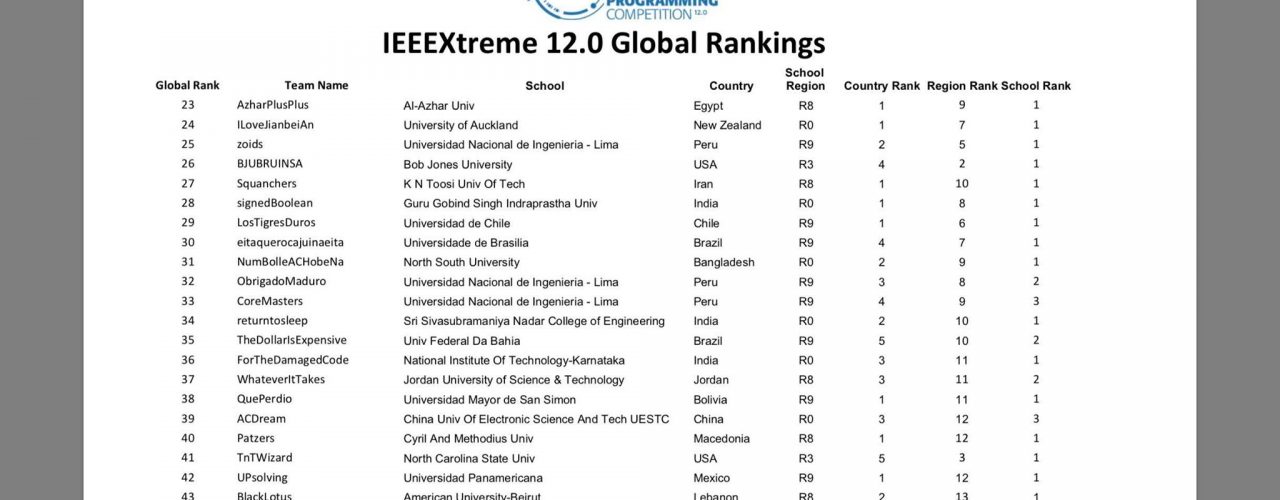 PROGRAMMING
COMPETITION 12.0
IEEEXtreme 12.0 Global Rankings
Global Rank Team Name School Country School Region Country Rank Region Rank School Rank
23 AzharPlusPlus Al-Azhar Univ Egypt R8 1 9 1
24 ILoveJianbeiAn University of Auckland New Zealand R0 1 7 1
25 zoids Universidad Nacional de Ingenieria - Lima Peru R9 2 5 1
26 BJUBRUINSA Bob Jones University USA R3 4 2 1
27 Squanchers K N Toosi Univ Of Tech Iran R8 1 10 1
28 signedBoolean Guru Gobind Singh Indraprastha Univ India R0 1 8 1
29 LosTigresDuros Universidad de Chile Chile R9 1 6 1
30 eitaquerocajuinaeita Universidade de Brasilia Brazil R9 4 7 1
31 NumBolleACHobeNa North South University Bangladesh R0 2 9 1
32 ObrigadoMaduro Universidad Nacional de Ingenieria - Lima Peru R9 3 8 2
33 CoreMasters Universidad Nacional de Ingenieria - Lima Peru R9 4 9 3
34 returntosleep Sri Sivasubramaniya Nadar College of Engineering India R0 2 10 1
35 TheDollarIsExpensive Univ Federal Da Bahia Brazil R9 5 10 2
36 ForTheDamagedCode National Institute Of Technology-Karnataka India R0 3 11 1
37 WhateverItTakes Jordan University of Science & Technology Jordan R8 3 11 2
38 QuePerdio Universidad Mayor de San Simon Bolivia R9 1 11 1
39 ACDream China Univ Of Electronic Science And Tech UESTC China R0 3 12 3
40 Patzers Cyril And Methodius Univ Macedonia R8 1 12 1
41 TnTWizard North Carolina State Univ USA R3 5 3 1
42 UPsolving Universidad Panamericana Mexico R9 1 12 1
43 BlackLotus American University-Beirut Lebanon R8 2 13 1